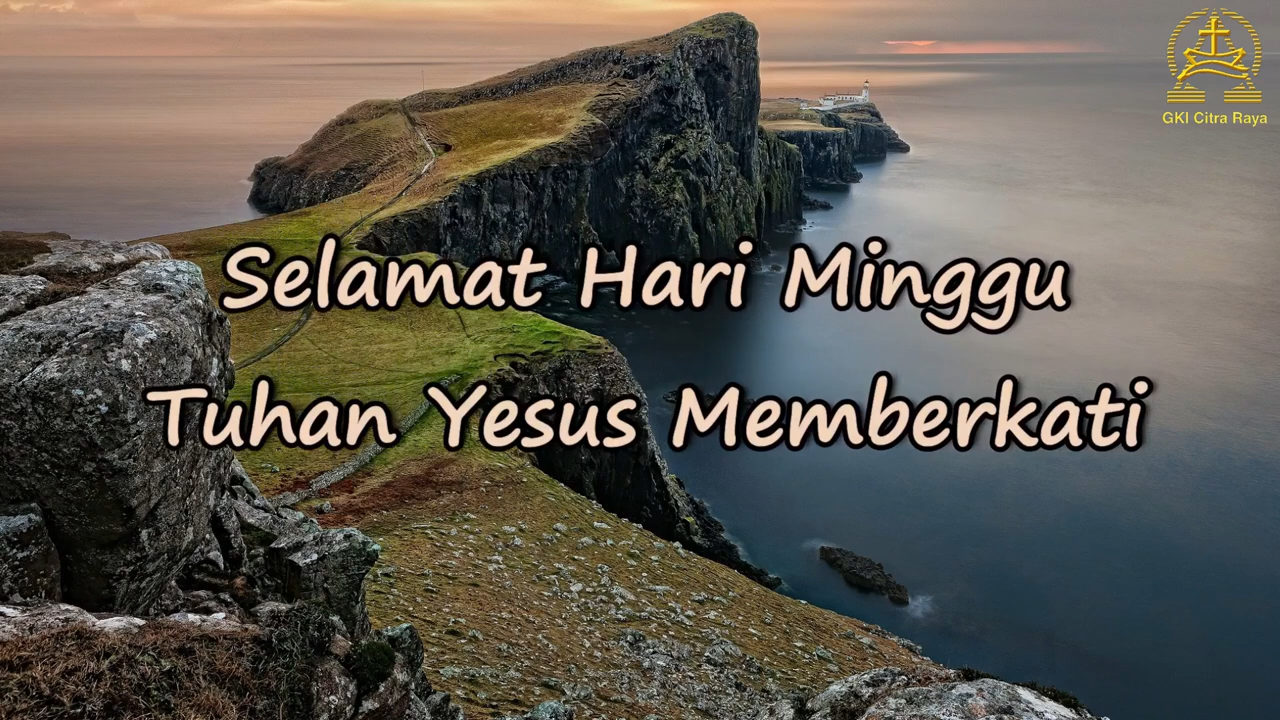 GKI Citra Raya
Selamat Hari Minggu
Tuhan Yesus Memberkati